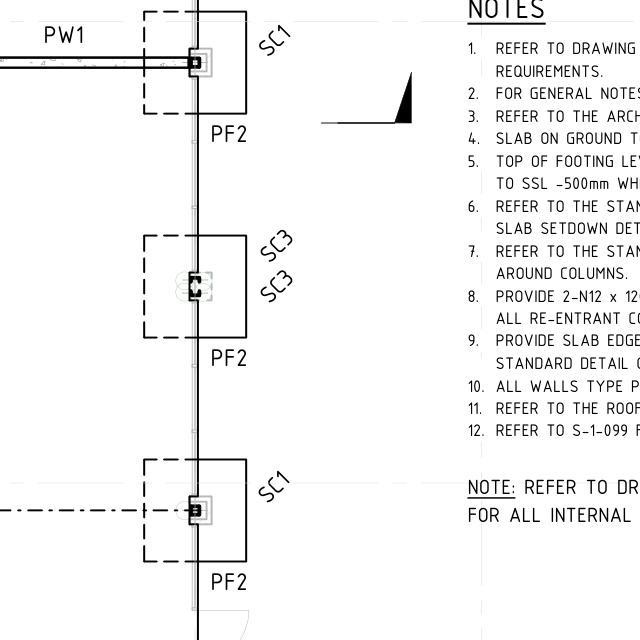 PW1
SC1
PF2
SC3
SC3
PF2
SC1
PF2
NOTES
1. REFER TO DRAWING
REQUIREMENTS.
2. FOR GENERAL NOTES
3. REFER TO THE ARCH
4. SLAB ON GROUND T
5. TOP OF FOOTING LE
TO SSL -500mm WH
6. REFER TO THE STAN
SLAB SETDOWN DET
7. REFER TO THE STAN
AROUND COLUMNS.
8. PROVIDE 2-N12 x 12
ALL RE-ENTRANT CO
9. PROVIDE SLAB EDGE
STANDARD DETAIL
10. ALL WALLS TYPE P
11. REFER TO THE ROOF
12. REFER TO S-1-099 F
NOTE: REFER TO DR
FOR ALL INTERNAL